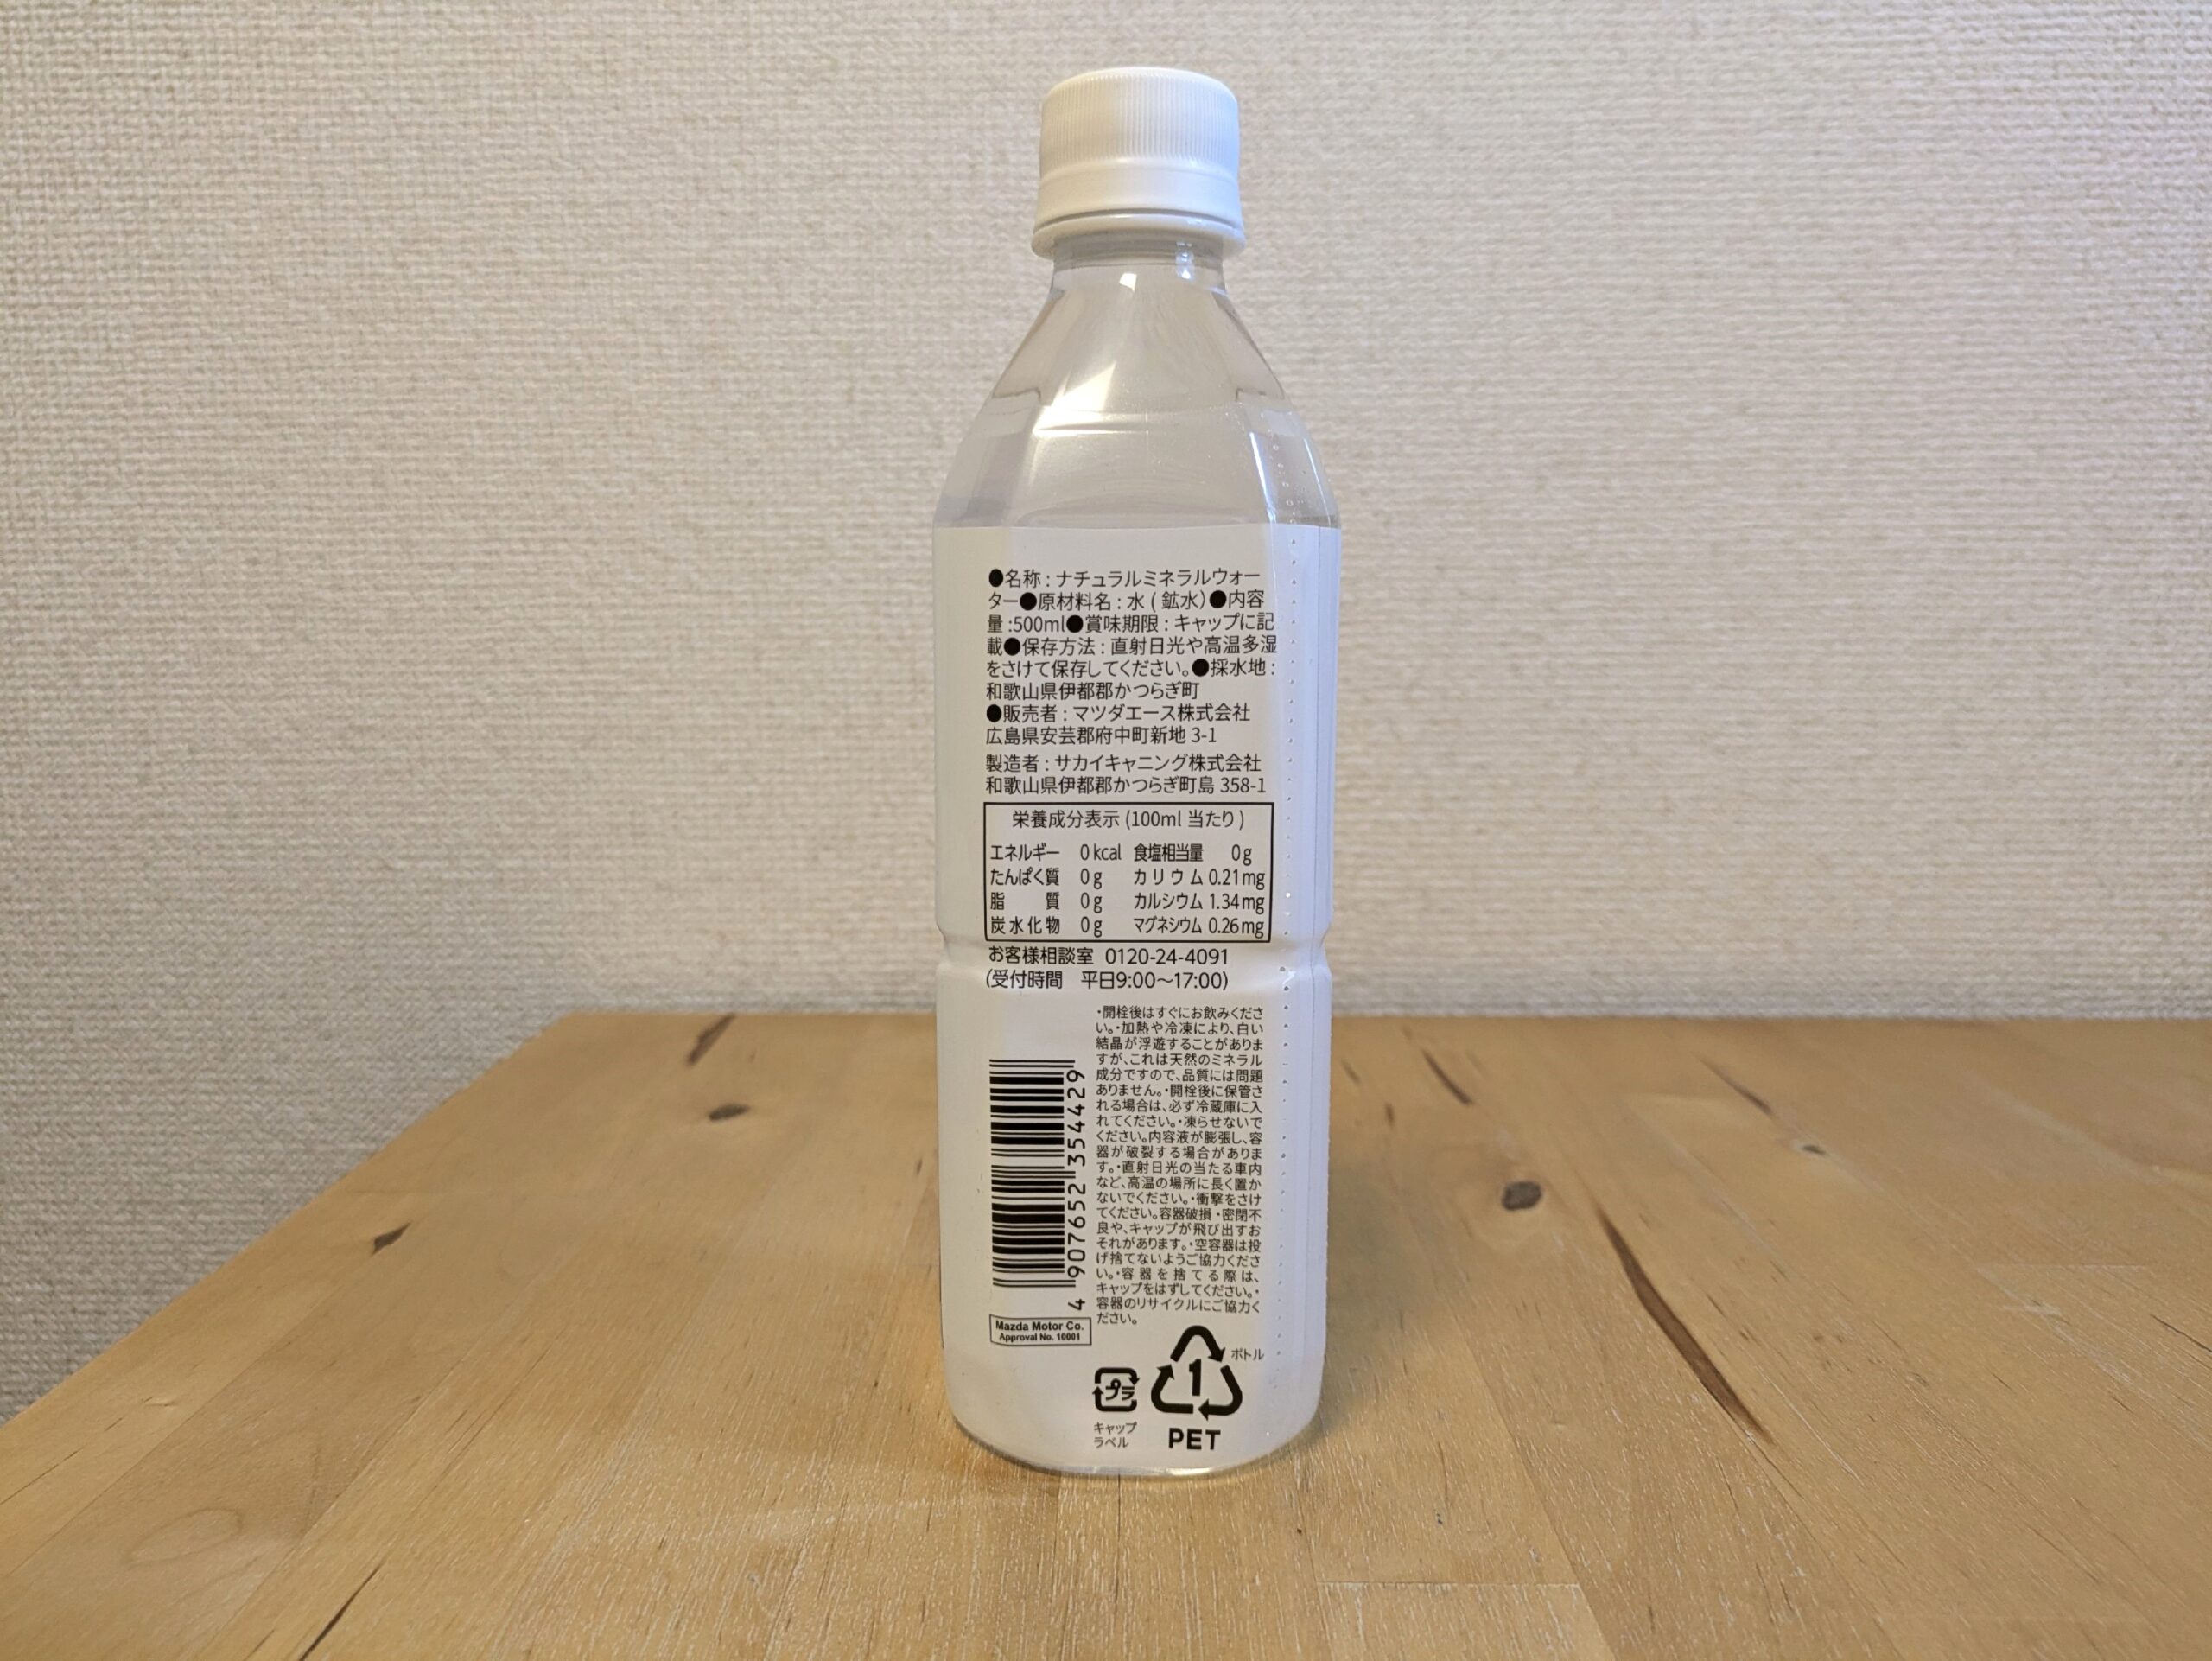 ●名称：ナチュラルミネラルウォー
ター●原材料名：水（鉱水）●内容
量:500ml●賞味期限：キャップに記
載●保存方法：直射日光や高温多湿
をさけて保存してください。●採水地：
和歌山県伊都郡かつらぎ町
●販売者：マツダエース株式会社
広島県安芸郡府中町新地 3-1
製造者：サカイキャニング株式会社
和歌山県伊都郡かつらぎ町島 358-1
栄養成分表示 (100ml 当たり)
エネルギー 0kcal 食塩相当量 0g
たんぱく質 0g カリウム 0.21mg
脂質 0g カルシウム 1.34mg
炭水化物 0g マグネシウム 0.26mg
お客様相談室 0120-24-4091
(受付時間 平日9:00〜17:00)
・開栓後はすぐにお飲みくださ
い。・加熱や冷凍により、白い
結晶が浮遊することがありま
すが、これは天然のミネラル
成分ですので、品質には問題
ありません。・開栓後に保管さ
れる場合は、必ず冷蔵庫に入
れてください。・凍らせないで
ください。内容液が膨張し、容
器が破裂する場合がありま
す。・直射日光の当たる車内
など、高温の場所に長く置か
ないでください。・衝撃をさけ
てください。容器破損・密閉不
良や、キャップが飛び出すお
それがあります。・空容器は投
げ捨てないようご協力くださ
い。・容器を捨てる際は、
キャップをはずしてください。・
容器のリサイクルにご協力く
ださい。
4 907652 354429
Mazda Motor Co.
Approval No. 10001
プラ
キャップ
ラベル
1
ボトル
PET